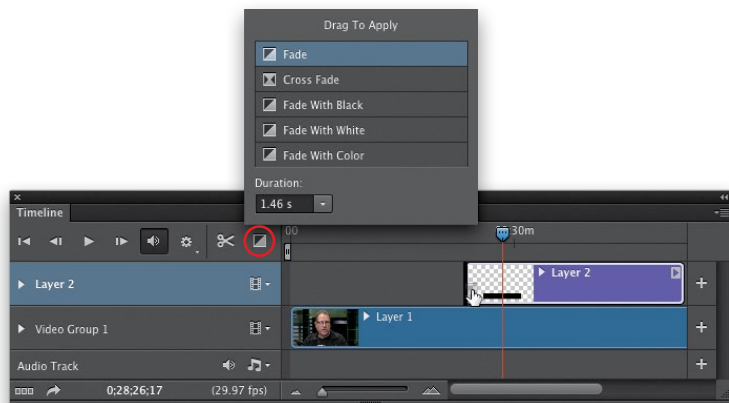 Drag To Apply
Fade
Cross Fade
Fade With Black
Fade With White
Fade With Color
Duration:
1.46 s
Timeline
00
30m
Layer 2
Layer 2
Video Group 1
Layer 1
Audio Track
0;28;26;17
(29.97 fps)